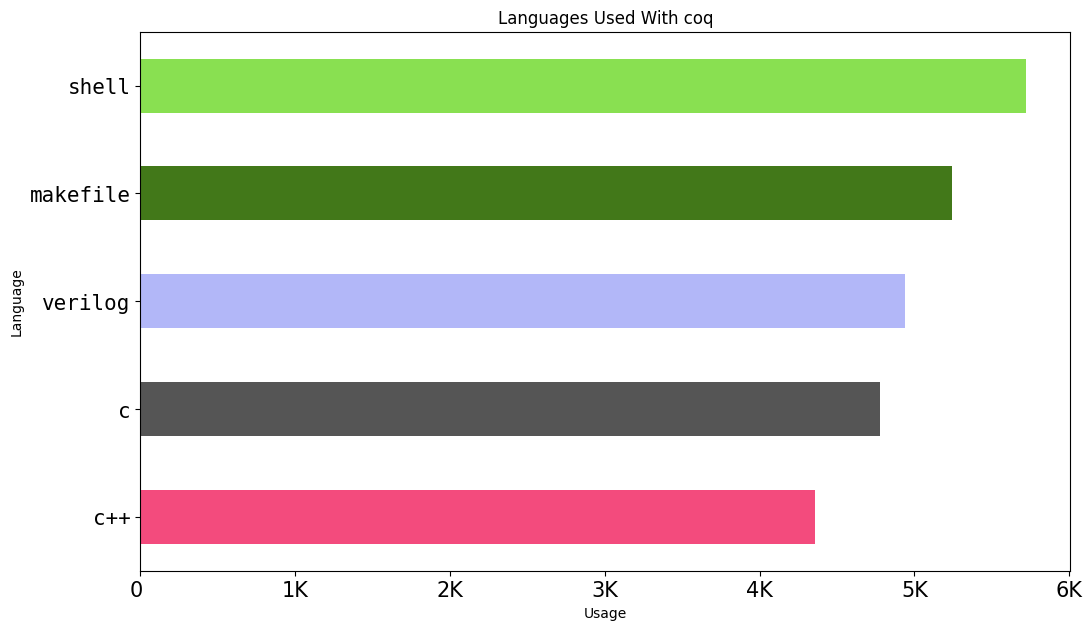 Languages Used With coq
shell
makefile
verilog
c
c++
Language
0 1K 2K 3K 4K 5K 6K
Usage